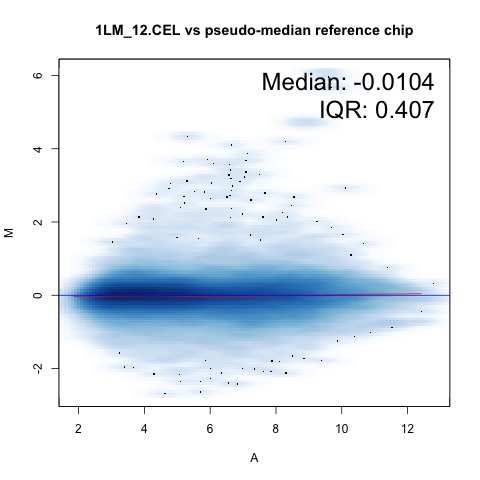 1LM_12.CEL vs pseudo-median reference chip
Median: -0.0104
IQR: 0.407
6
4
2
0
-2
M
2 4 6 8 10 12
A